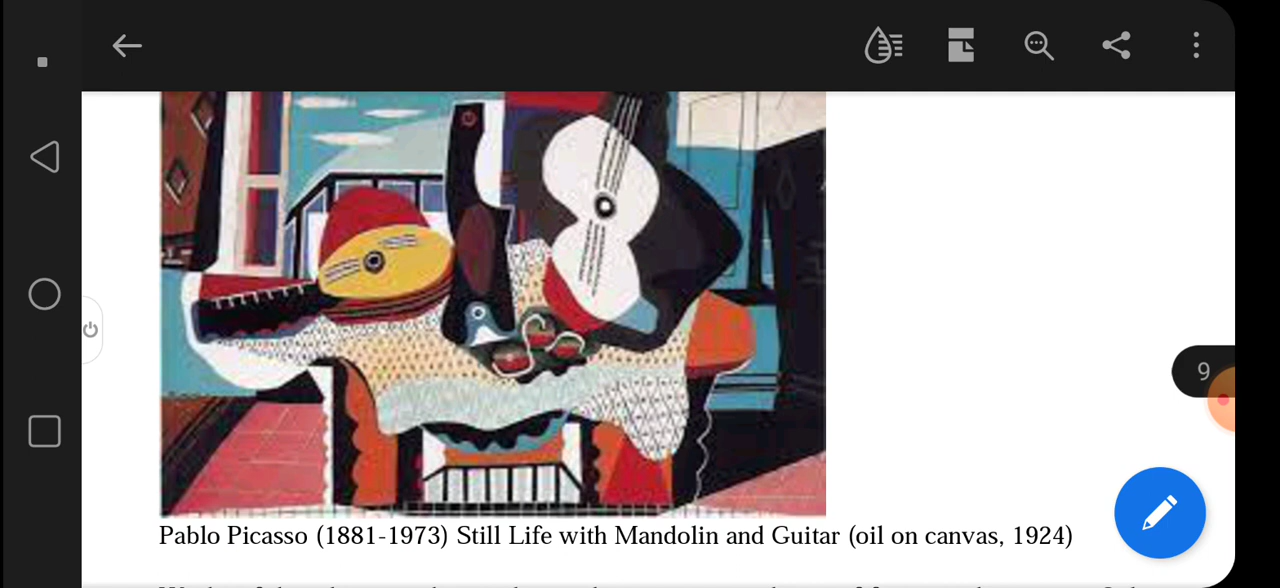 9
Pablo Picasso (1881-1973) Still Life with Mandolin and Guitar (oil on canvas, 1924)